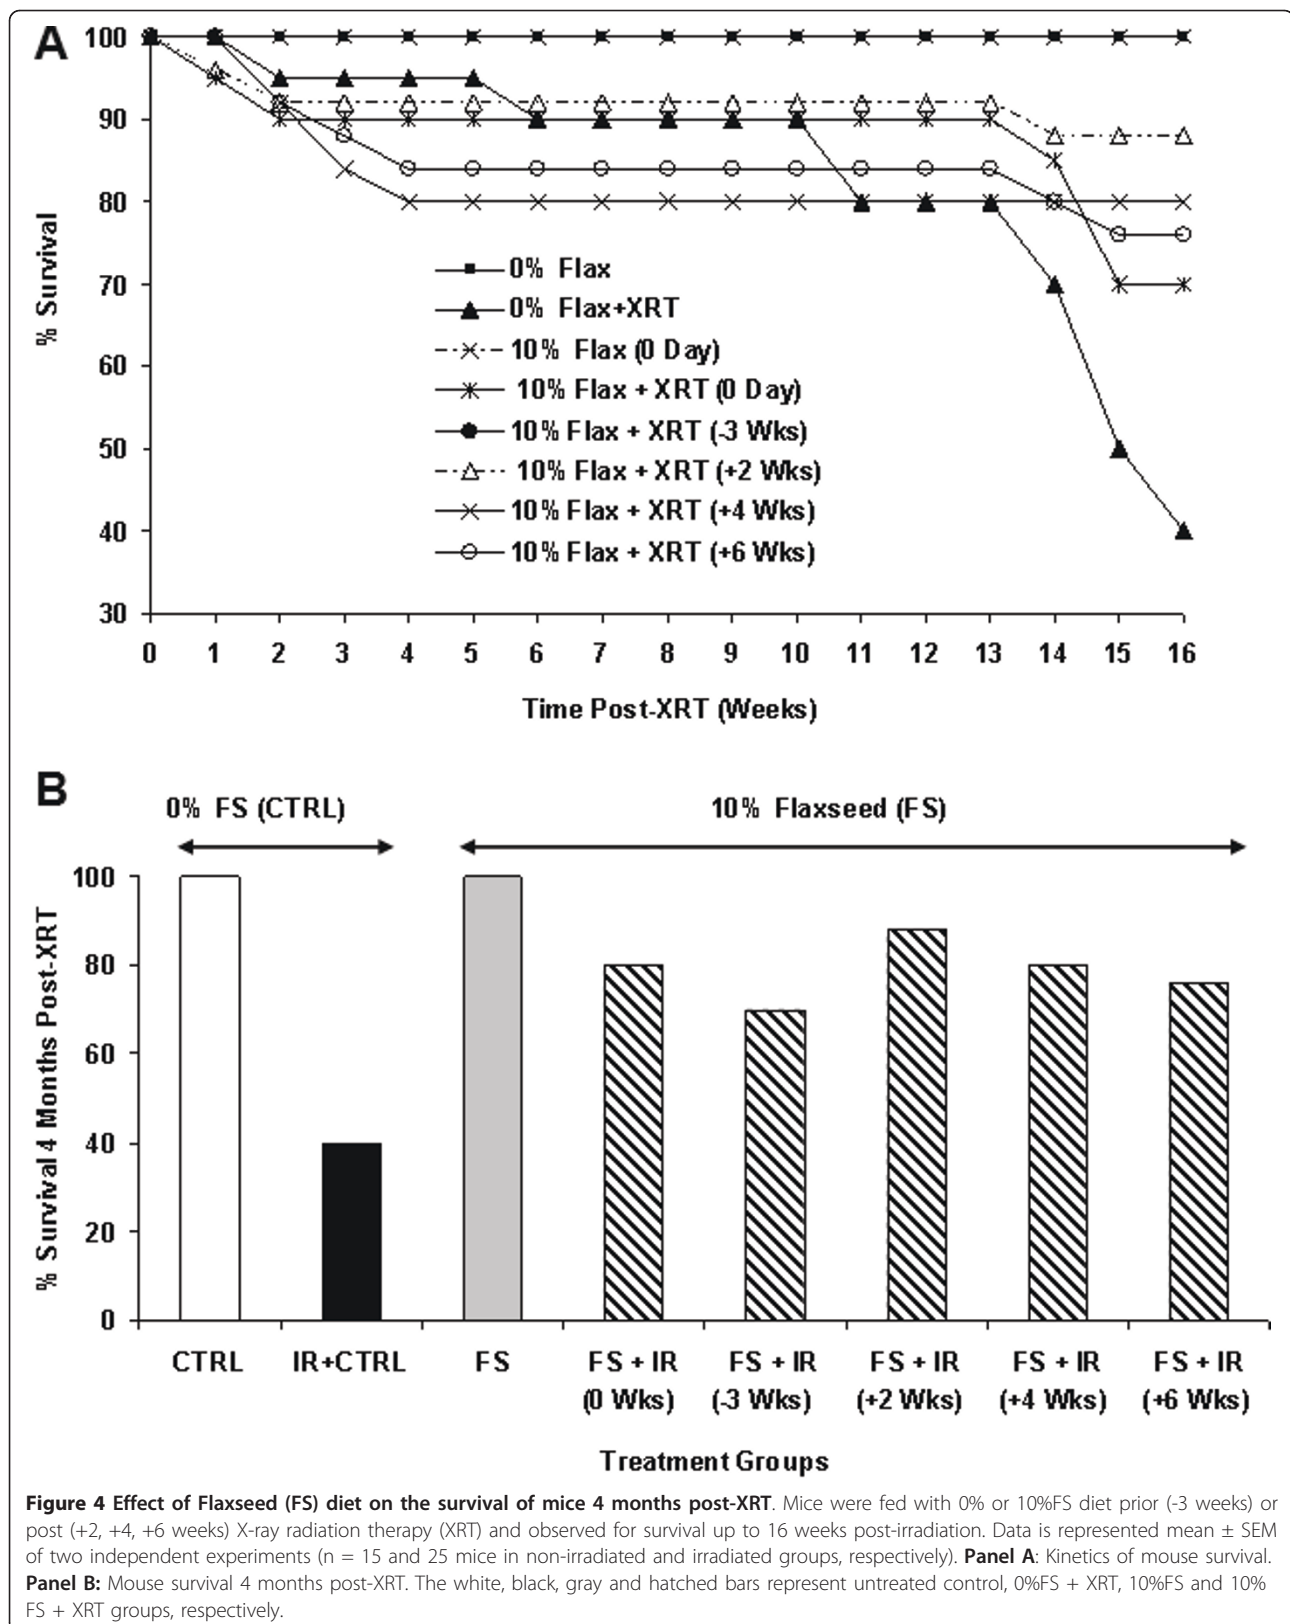 A
% Survival
100
90
80
70
60
50
40
30
0% Flax
0% Flax+XRT
10% Flax (0 Day)
10% Flax + XRT (0 Day)
10% Flax + XRT (-3 Wks)
10% Flax + XRT (+2 Wks)
10% Flax + XRT (+4 Wks)
10% Flax + XRT (+6 Wks)
0 1 2 3 4 5 6 7 8 9 10 11 12 13 14 15 16
Time Post-XRT (Weeks)
B
0% FS (CTRL) 10% Flaxseed (FS)
% Survival 4 Months Post-XRT
100
80
60
40
20
0
CTRL IR+CTRL FS FS + IR FS + IR FS + IR FS + IR FS + IR
(0 Wks) (-3 Wks) (+2 Wks) (+4 Wks) (+6 Wks)
Treatment Groups
Figure 4 Effect of Flaxseed (FS) diet on the survival of mice 4 months post-XRT. Mice were fed with 0% or 10%FS diet prior (-3 weeks) or
post (+2, +4, +6 weeks) X-ray radiation therapy (XRT) and observed for survival up to 16 weeks post-irradiation. Data is represented mean ± SEM
of two independent experiments (n = 15 and 25 mice in non-irradiated and irradiated groups, respectively). Panel A: Kinetics of mouse survival.
Panel B: Mouse survival 4 months post-XRT. The white, black, gray and hatched bars represent untreated control, 0%FS + XRT, 10%FS and 10%
FS + XRT groups, respectively.